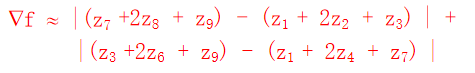 ∇f ≈ |(z₇ +2z₈ + z₉) − (z₁ + 2z₂ + z₃) | +
|(z₃ +2z₆ + z₉) − (z₁ + 2z₄ + z₇) |